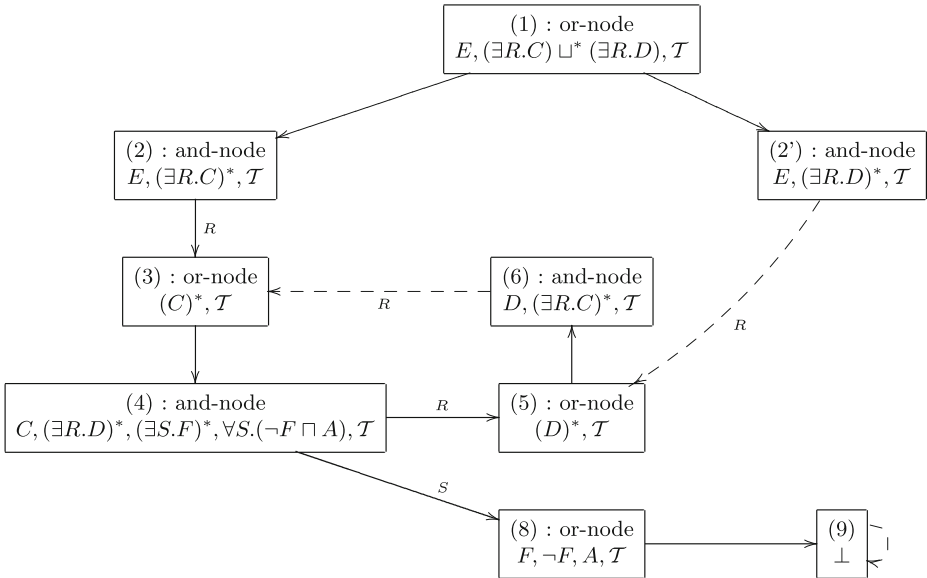 (1) : or-node
E, (∃R.C) ⊔* (∃R.D), 𝒯
(2) : and-node
E, (∃R.C)*, 𝒯
(2') : and-node
E, (∃R.D)*, 𝒯
R
(3) : or-node
(C)*, 𝒯
(6) : and-node
D, (∃R.C)*, 𝒯
R
R
(4) : and-node
C, (∃R.D)*, (∃S.F)*, ∀S.(¬F ⊓ A), 𝒯
R
(5) : or-node
(D)*, 𝒯
S
(8) : or-node
F, ¬F, A, 𝒯
(9)
⊥